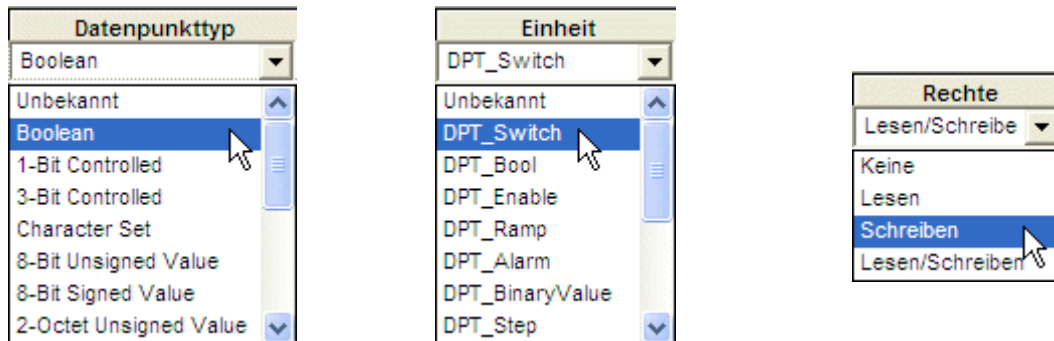 Datenpunkttyp
Boolean
Unbekannt
Boolean
1-Bit Controlled
3-Bit Controlled
Character Set
8-Bit Unsigned Value
8-Bit Signed Value
2-Octet Unsigned Value
Einheit
DPT_Switch
Unbekannt
DPT_Switch
DPT_Bool
DPT_Enable
DPT_Ramp
DPT_Alarm
DPT_BinaryValue
DPT_Step
Rechte
Lesen/Schreibe
Keine
Lesen
Schreiben
Lesen/Schreiben